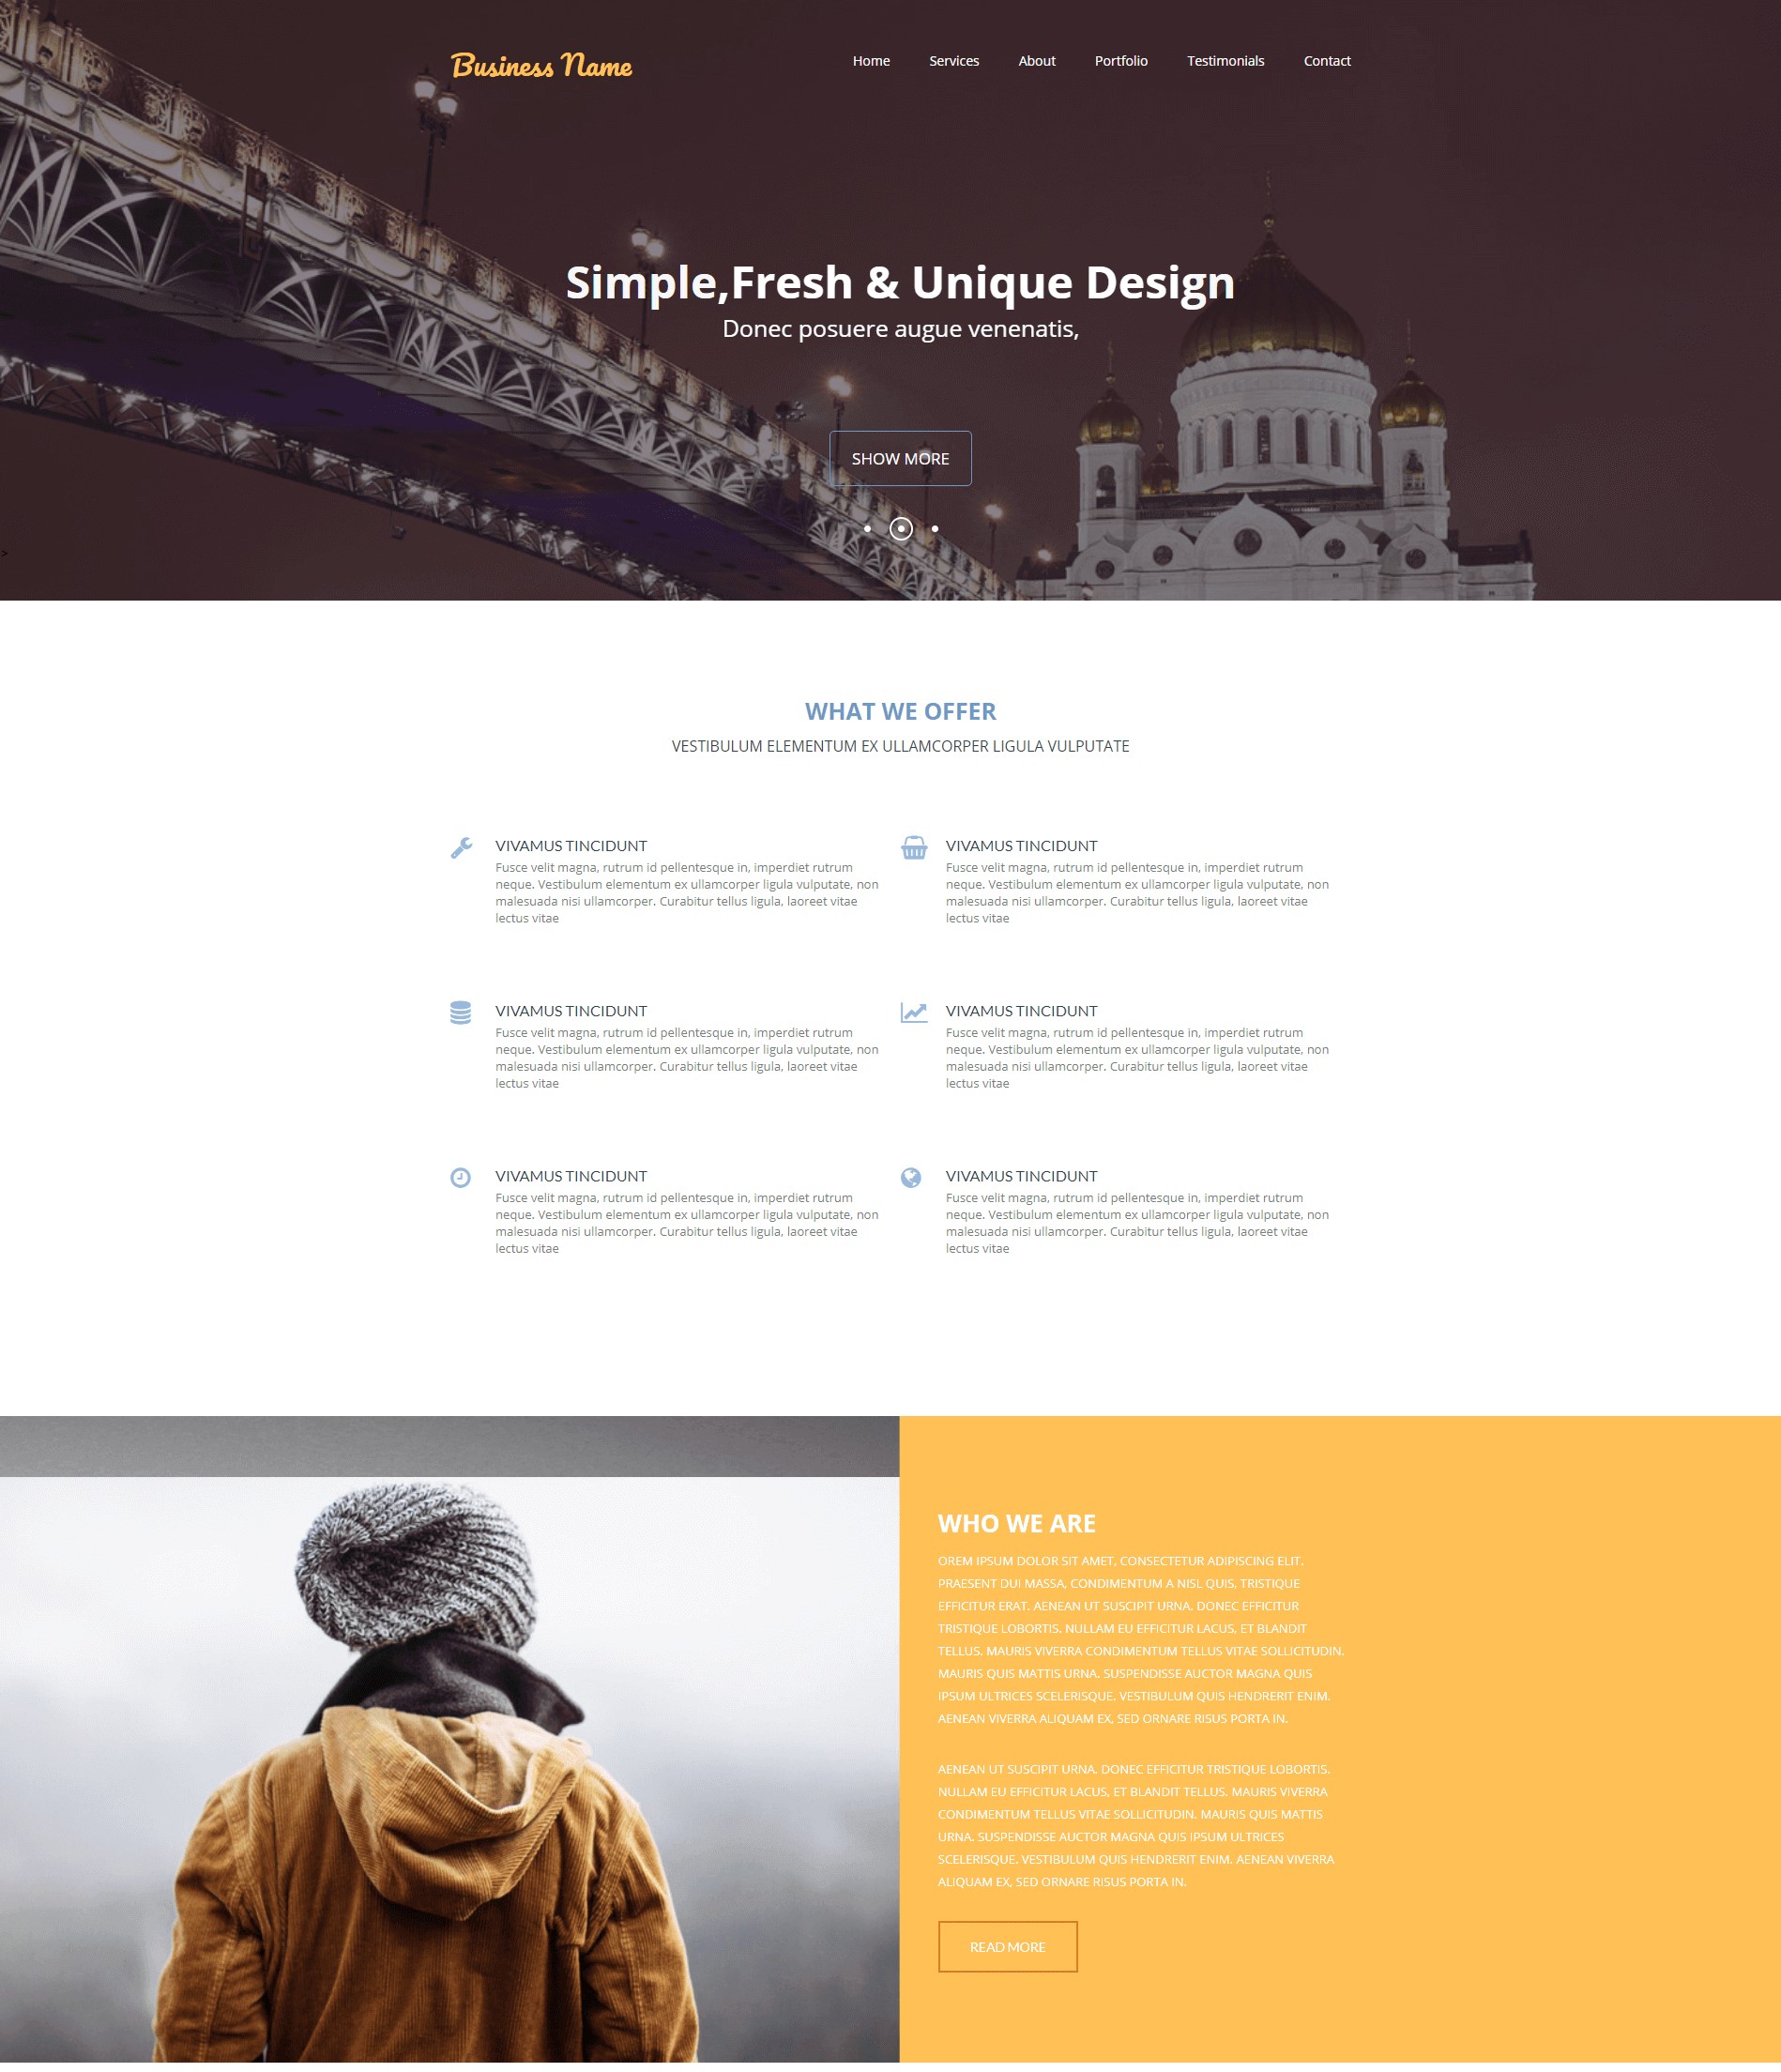 Business Name
Home Services About Portfolio Testimonials Contact
Simple,Fresh & Unique Design
Donec posuere augue venenatis,
SHOW MORE
>
WHAT WE OFFER
VESTIBULUM ELEMENTUM EX ULLAMCORPER LIGULA VULPUTATE
VIVAMUS TINCIDUNT
Fusce velit magna, rutrum id pellentesque in, imperdiet rutrum
neque. Vestibulum elementum ex ullamcorper ligula vulputate, non
malesuada nisi ullamcorper. Curabitur tellus ligula, laoreet vitae
lectus vitae
VIVAMUS TINCIDUNT
Fusce velit magna, rutrum id pellentesque in, imperdiet rutrum
neque. Vestibulum elementum ex ullamcorper ligula vulputate, non
malesuada nisi ullamcorper. Curabitur tellus ligula, laoreet vitae
lectus vitae
VIVAMUS TINCIDUNT
Fusce velit magna, rutrum id pellentesque in, imperdiet rutrum
neque. Vestibulum elementum ex ullamcorper ligula vulputate, non
malesuada nisi ullamcorper. Curabitur tellus ligula, laoreet vitae
lectus vitae
VIVAMUS TINCIDUNT
Fusce velit magna, rutrum id pellentesque in, imperdiet rutrum
neque. Vestibulum elementum ex ullamcorper ligula vulputate, non
malesuada nisi ullamcorper. Curabitur tellus ligula, laoreet vitae
lectus vitae
VIVAMUS TINCIDUNT
Fusce velit magna, rutrum id pellentesque in, imperdiet rutrum
neque. Vestibulum elementum ex ullamcorper ligula vulputate, non
malesuada nisi ullamcorper. Curabitur tellus ligula, laoreet vitae
lectus vitae
VIVAMUS TINCIDUNT
Fusce velit magna, rutrum id pellentesque in, imperdiet rutrum
neque. Vestibulum elementum ex ullamcorper ligula vulputate, non
malesuada nisi ullamcorper. Curabitur tellus ligula, laoreet vitae
lectus vitae
WHO WE ARE
OREM IPSUM DOLOR SIT AMET, CONSECTETUR ADIPISCING ELIT.
PRAESENT DUI MASSA, CONDIMENTUM A NISL QUIS, TRISTIQUE
EFFICITUR ERAT. AENEAN UT SUSCIPIT URNA. DONEC EFFICITUR
TRISTIQUE LOBORTIS. NULLAM EU EFFICITUR LACUS, ET BLANDIT
TELLUS. MAURIS VIVERRA CONDIMENTUM TELLUS VITAE SOLLICITUDIN.
MAURIS QUIS MATTIS URNA. SUSPENDISSE AUCTOR MAGNA QUIS
IPSUM ULTRICES SCELERISQUE. VESTIBULUM QUIS HENDRERIT ENIM.
AENEAN VIVERRA ALIQUAM EX, SED ORNARE RISUS PORTA IN.
AENEAN UT SUSCIPIT URNA. DONEC EFFICITUR TRISTIQUE LOBORTIS.
NULLAM EU EFFICITUR LACUS, ET BLANDIT TELLUS. MAURIS VIVERRA
CONDIMENTUM TELLUS VITAE SOLLICITUDIN. MAURIS QUIS MATTIS
URNA. SUSPENDISSE AUCTOR MAGNA QUIS IPSUM ULTRICES
SCELERISQUE. VESTIBULUM QUIS HENDRERIT ENIM. AENEAN VIVERRA
ALIQUAM EX, SED ORNARE RISUS PORTA IN.
READ MORE